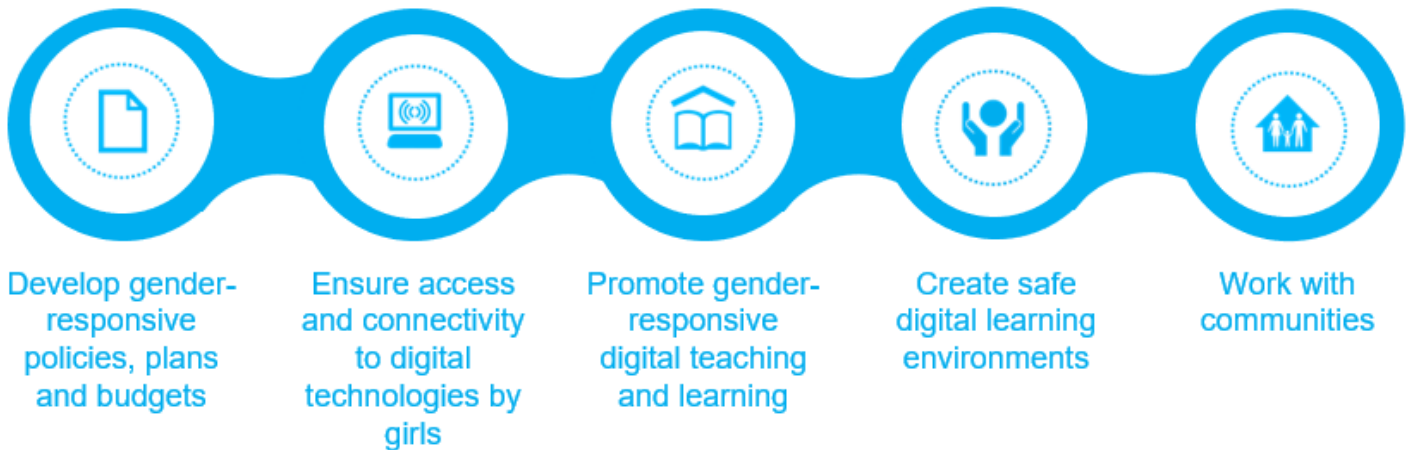 Develop gender-
responsive
policies, plans
and budgets
Ensure access
and connectivity
to digital
technologies by
girls
Promote gender-
responsive
digital teaching
and learning
Create safe
digital learning
environments
Work with
communities